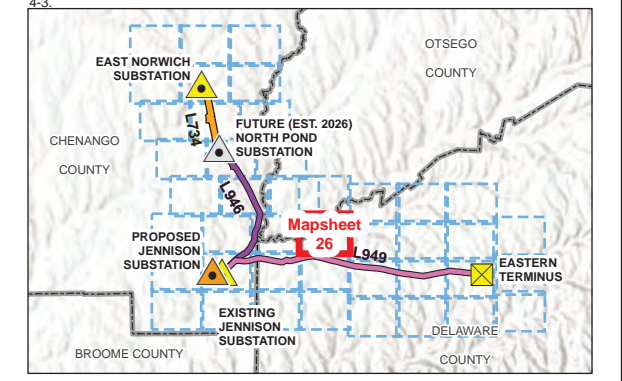 4-3.
OTSEGO
COUNTY
EAST NORWICH
SUBSTATION
L734
FUTURE (EST. 2026)
NORTH POND
SUBSTATION
CHENANGO
COUNTY
L946
Mapsheet
26
PROPOSED
JENNISON
SUBSTATION
L949
EASTERN
TERMINUS
EXISTING
JENNISON
SUBSTATION
DELAWARE
COUNTY
BROOME COUNTY